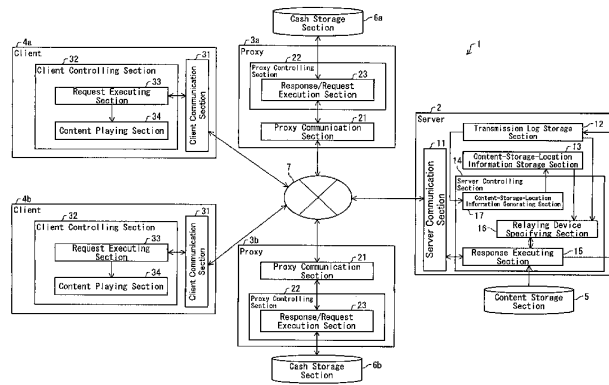 4a
Client
32
31
Client Controlling Section
33
Request Executing
Section
34
Content Playing Section
Client Communication
Section
4b
Client
32
31
Client Controlling Section
33
Request Executing
Section
34
Content Playing Section
Client Communication
Section
Cash Storage
Section
6a
3a
Proxy
22
Proxy Controlling
Section
23
Response/Request
Execution Section
21
Proxy Communication
Section
7
3b
Proxy
Proxy Communication
Section
21
22
Proxy Controlling
Section
23
Response/Request
Execution Section
Cash Storage
Section
6b
1
2
Server
11
Server Communication
Section
Transmission Log Storage
Section
12
13
Content-Storage-Location
Information Storage Section
14
Server Controlling
Section
Content-Storage-Location
Information Generating Section
17
Relaying Device
Specifying Section
16
Response Executing
Section
15
Content Storage
Section
5